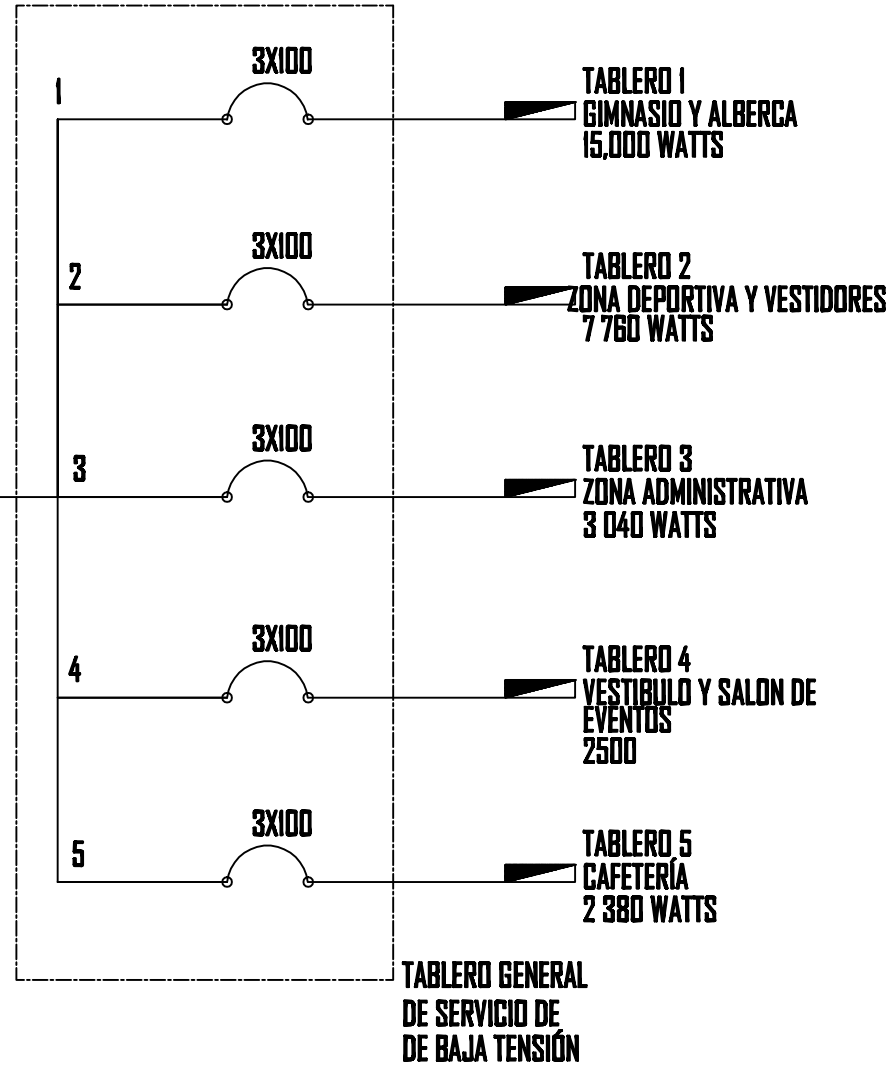 1
3X100
TABLERO 1
GIMNASIO Y ALBERCA
15,000 WATTS
2
3X100
TABLERO 2
ZONA DEPORTIVA Y VESTIDORES
7 760 WATTS
3
3X100
TABLERO 3
ZONA ADMINISTRATIVA
3 040 WATTS
4
3X100
TABLERO 4
VESTIBULO Y SALON DE
EVENTOS
2500
5
3X100
TABLERO 5
CAFETERÍA
2 380 WATTS
TABLERO GENERAL
DE SERVICIO DE
DE BAJA TENSIÓN